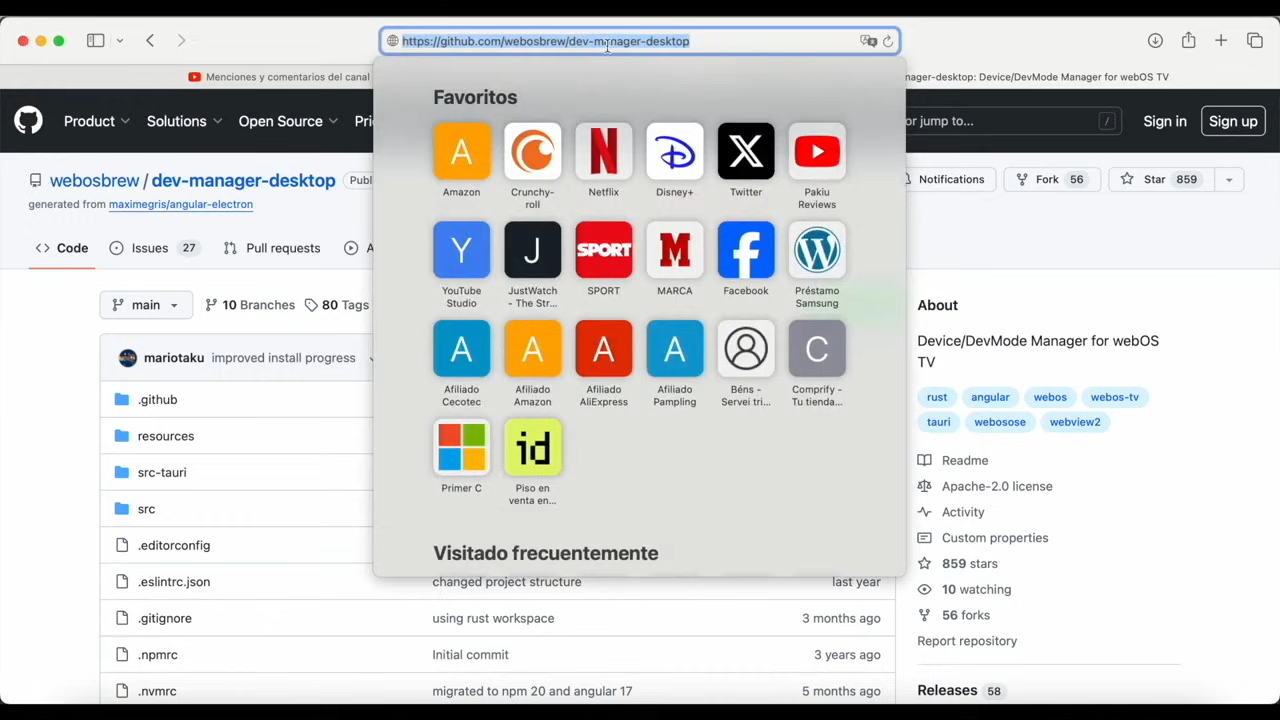 https://github.com/webosbrew/dev-manager-desktop
Menciones y comentarios del canal
nager-desktop: Device/DevMode Manager for webOS TV
Product
Solutions
Open Source
Pri
or jump to...
/
Sign in
Sign up
webosbrew / dev-manager-desktop
Publ
Notifications
Fork 56
Star 859
generated from maximegris/angular-electron
Code
Issues 27
Pull requests
A
main
10 Branches
80 Tags
mariotaku improved install progress
.github
resources
src-tauri
src
.editorconfig
.eslintrc.json
changed project structure
last year
.gitignore
using rust workspace
3 months ago
.npmrc
Initial commit
3 years ago
.nvmrc
migrated to npm 20 and angular 17
5 months ago
Favoritos
A
N
X
Amazon
Crunchy-
roll
Netflix
Disney+
Twitter
Pakiu
Reviews
Y
J
SPORT
M
f
W
YouTube
Studio
JustWatch
- The Str...
SPORT
MARCA
Facebook
Préstamo
Samsung
A
A
A
A
C
Afiliado
Cecotec
Afiliado
Amazon
Afiliado
AliExpress
Afiliado
Pampling
Béns -
Servei tri...
Comprify -
Tu tienda...
id
Primer C
Piso en
venta en...
Visitado frecuentemente
About
Device/DevMode Manager for webOS
TV
rust
angular
webos
webos-tv
tauri
webosose
webview2
Readme
Apache-2.0 license
Activity
Custom properties
859 stars
10 watching
56 forks
Report repository
Releases 58